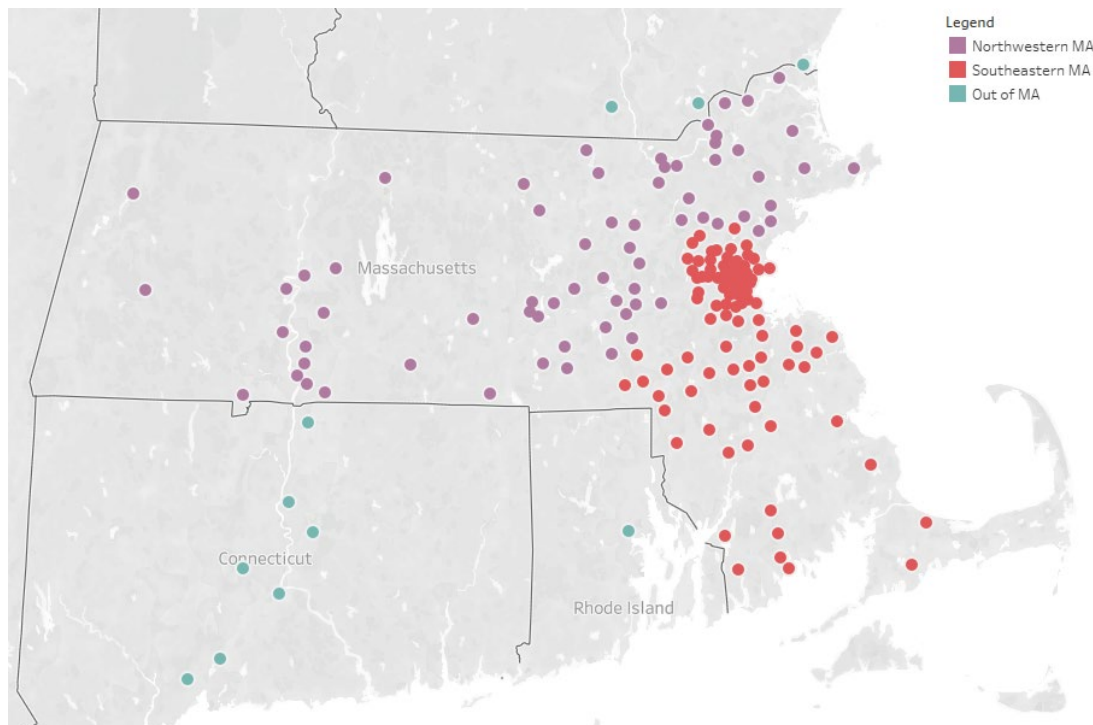 Legend
Northwestern MA
Southeastern MA
Out of MA
Massachusetts
Connecticut
Rhode Island